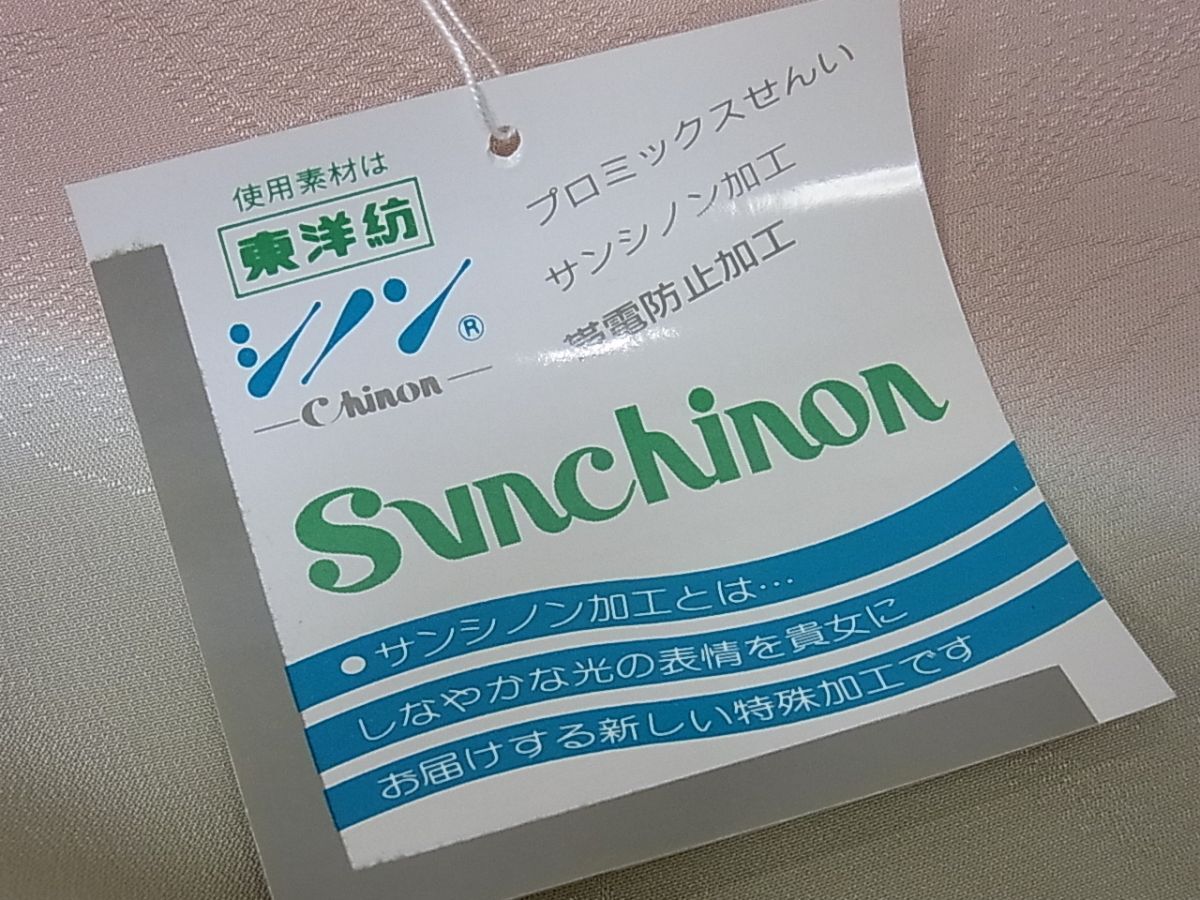 使用素材は
東洋紡
シノン®
Chinon
プロミックスせんい
サンシノン加工
帯電防止加工
Sunchinon
●サンシノン加工とは…
しなやかな光の表情を貴女に
お届けする新しい特殊加工です